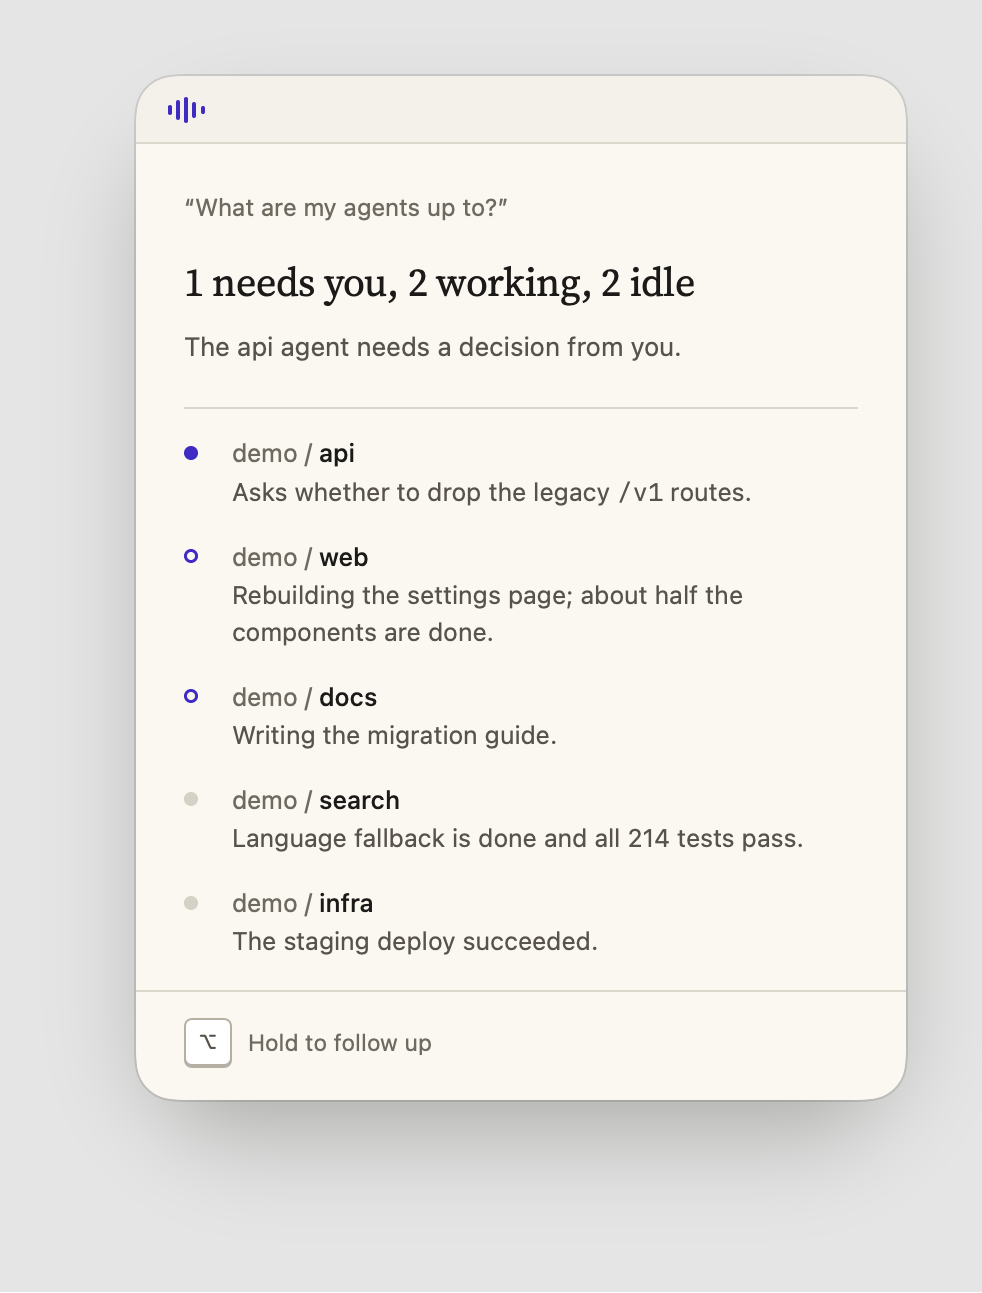 “What are my agents up to?”
1 needs you, 2 working, 2 idle
The api agent needs a decision from you.
demo / api
Asks whether to drop the legacy /v1 routes.
demo / web
Rebuilding the settings page; about half the
components are done.
demo / docs
Writing the migration guide.
demo / search
Language fallback is done and all 214 tests pass.
demo / infra
The staging deploy succeeded.
⌥ Hold to follow up